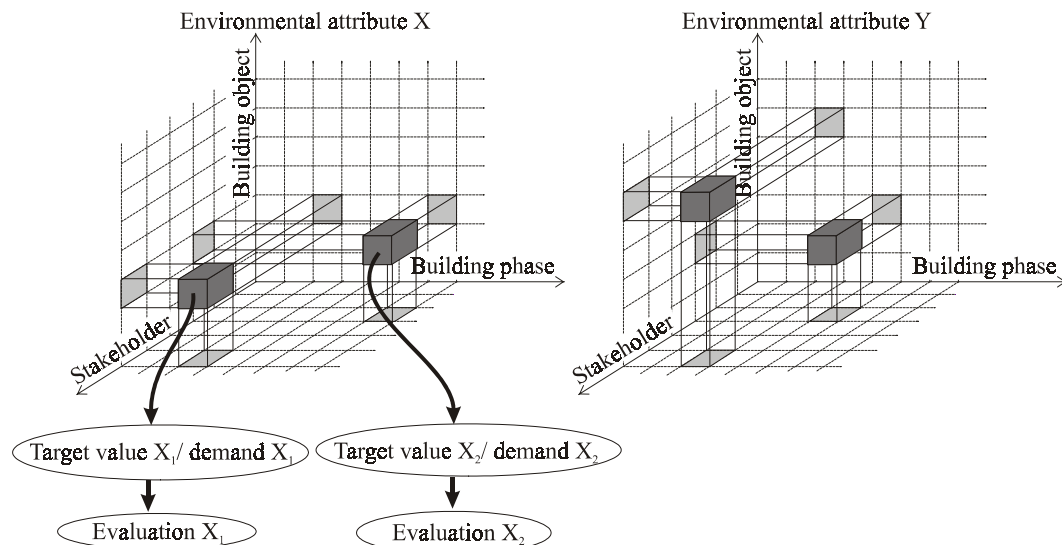 Environmental attribute X
Building object
Building phase
Stakeholder
Target value X₁/ demand X₁
Evaluation X₁
Target value X₂/ demand X₂
Evaluation X₂
Environmental attribute Y
Building object
Building phase
Stakeholder